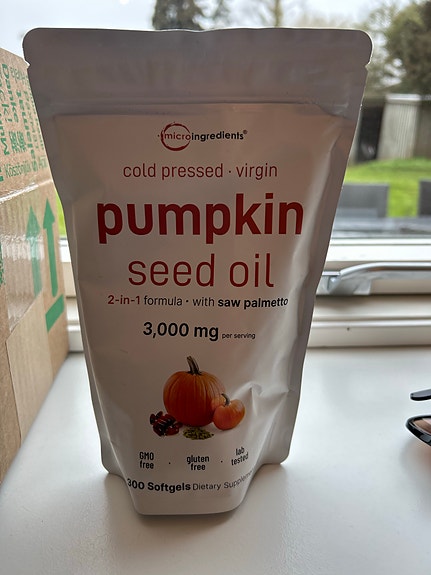 microingredients®
cold pressed · virgin
pumpkin
seed oil
2-in-1 formula · with saw palmetto
3,000 mg per serving
GMO free · gluten free · lab tested
300 Softgels Dietary